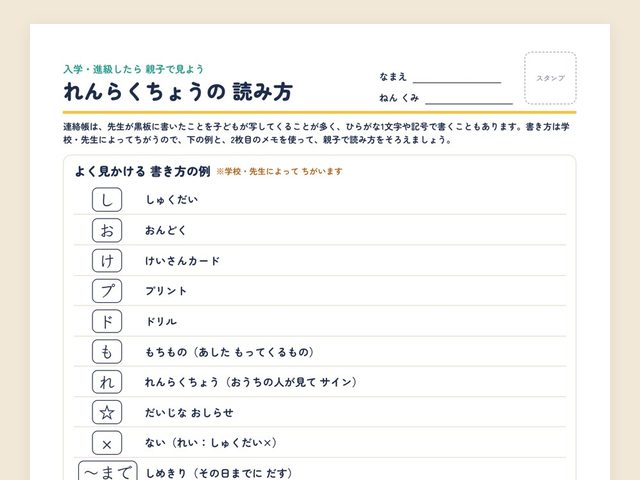 入学・進級したら 親子で見よう
れんらくちょうの 読み方
なまえ
ねん くみ
スタンプ
連絡帳は、先生が黒板に書いたことを子どもが写してくることが多く、ひらがな1文字や記号で書くこともあります。書き方は学
校・先生によってちがうので、下の例と、2枚目のメモを使って、親子で読み方をそろえましょう。
よく見かける 書き方の例 ※学校・先生によって ちがいます
し しゅくだい
お おんどく
け けいさんカード
プ プリント
ド ドリル
も もちもの（あした もってくるもの）
れ れんらくちょう（おうちの人が見て サイン）
☆ だいじな おしらせ
× ない（れい：しゅくだい×）
〜まで しめきり（その日までに だす）